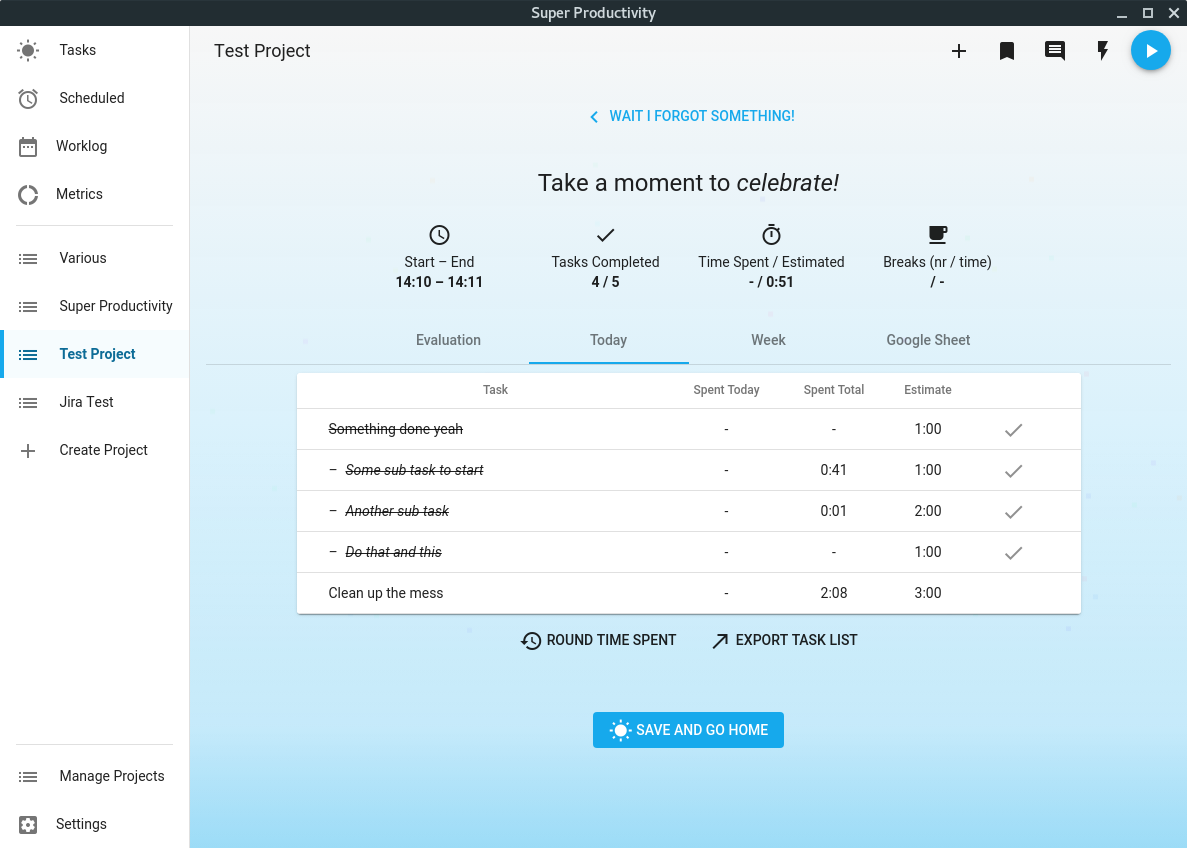 Super Productivity
Tasks
Scheduled
Worklog
Metrics
Various
Super Productivity
Test Project
Jira Test
Create Project
Manage Projects
Settings
Test Project
WAIT I FORGOT SOMETHING!
Take a moment to celebrate!
Start – End
14:10 – 14:11
Tasks Completed
4 / 5
Time Spent / Estimated
- / 0:51
Breaks (nr / time)
/ -
Evaluation Today Week Google Sheet
Task Spent Today Spent Total Estimate
Something done yeah - - 1:00
– Some sub task to start - 0:41 1:00
– Another sub task - 0:01 2:00
– Do that and this - - 1:00
Clean up the mess - 2:08 3:00
ROUND TIME SPENT EXPORT TASK LIST
SAVE AND GO HOME